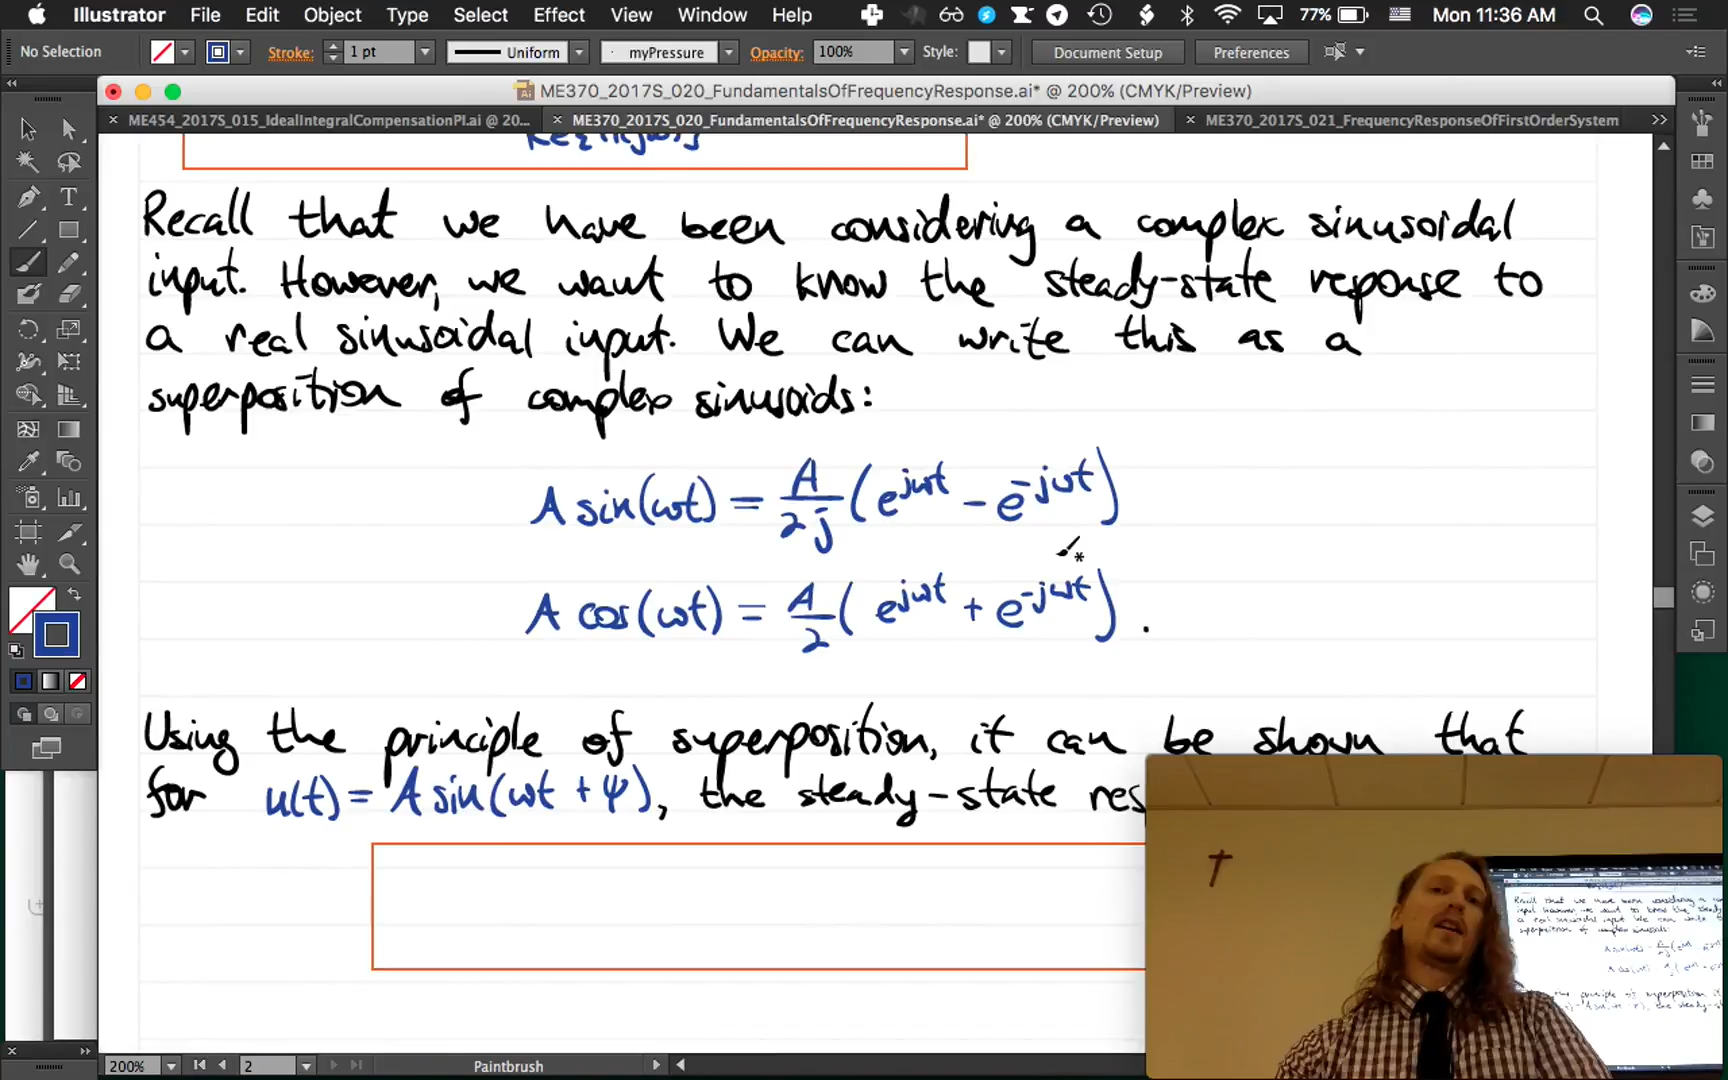 Illustrator File Edit Object Type Select Effect View Window Help 77% Mon 11:36 AM
No Selection Stroke: 1 pt Uniform myPressure Opacity: 100% Style: Document Setup Preferences
ME370_2017S_020_FundamentalsOfFrequencyResponse.ai* @ 200% (CMYK/Preview)
ME454_2017S_015_IdealIntegralCompensationPI.ai @ 20... ME370_2017S_020_FundamentalsOfFrequencyResponse.ai* @ 200% (CMYK/Preview) ME370_2017S_021_FrequencyResponseOfFirstOrderSystem
Recall that we have been considering a complex sinusoidal
input. However, we want to know the steady-state reponse to
a real sinusoidal input. We can write this as a
superposition of complex sinusoids:
A sin(ωt) = A/2j (e^jωt - e^-jωt)
A cos(ωt) = A/2 (e^jωt + e^-jωt) .
Using the principle of superposition, it can be shown that
for u(t) = A sin(ωt + Ψ), the steady-state res
200% 2 Paintbrush